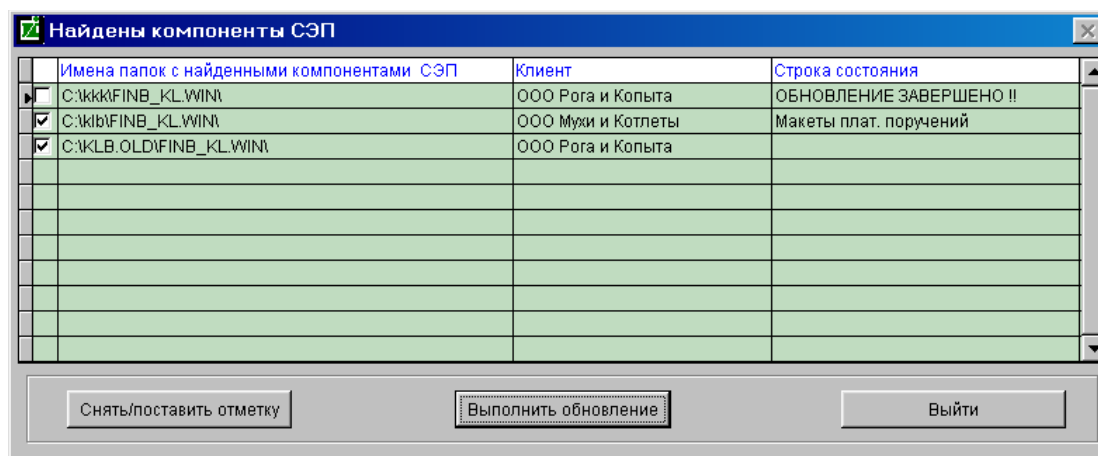 Найдены компоненты СЭП
Имена папок с найденными компонентами СЭП Клиент Строка состояния
C:\kkk\FINB_KL.WIN\ ООО Рога и Копыта ОБНОВЛЕНИЕ ЗАВЕРШЕНО !!
C:\klb\FINB_KL.WIN\ ООО Мухи и Котлеты Макеты плат. поручений
C:\KLB.OLD\FINB_KL.WIN\ ООО Рога и Копыта
Снять/поставить отметку Выполнить обновление Выйти